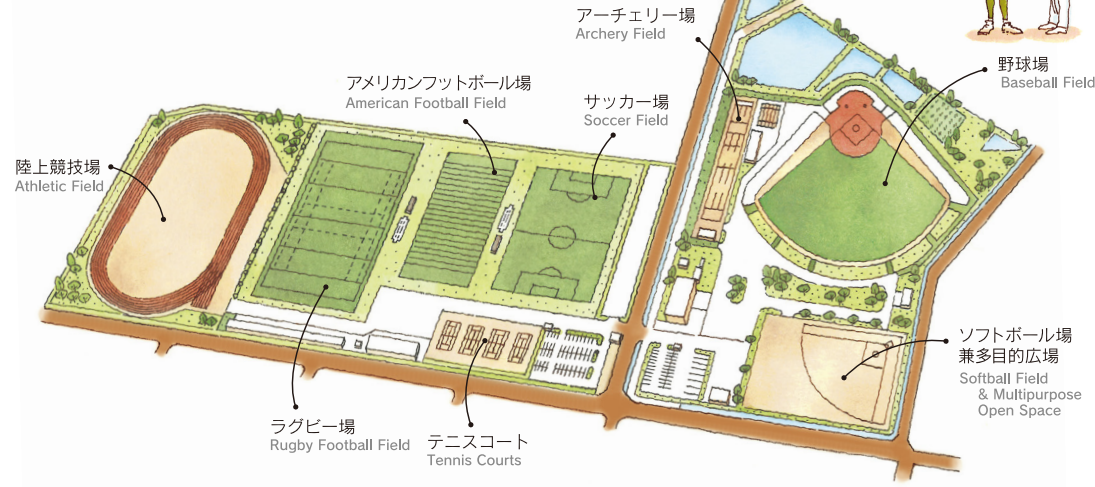 アーチェリー場
Archery Field
野球場
Baseball Field
アメリカンフットボール場
American Football Field
サッカー場
Soccer Field
陸上競技場
Athletic Field
ソフトボール場
兼多目的広場
Softball Field
& Multipurpose
Open Space
ラグビー場
Rugby Football Field
テニスコート
Tennis Courts